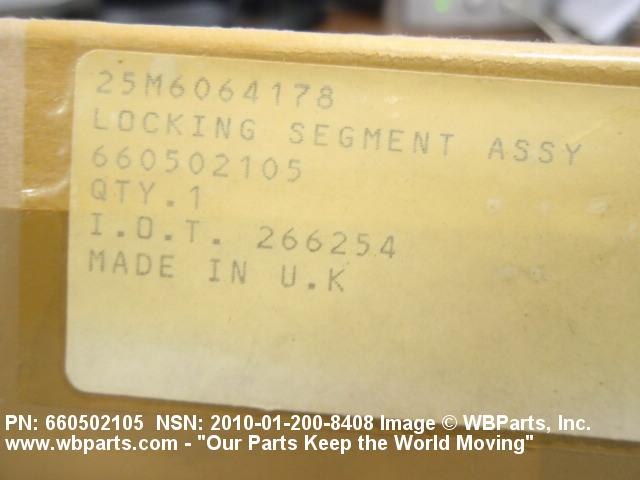 25M6064178
LOCKING SEGMENT ASSY
660502105
QTY.1
I.D.T. 266254
MADE IN U.K
PN: 660502105 NSN: 2010-01-200-8408 Image © WBParts, Inc.
www.wbparts.com - "Our Parts Keep the World Moving"